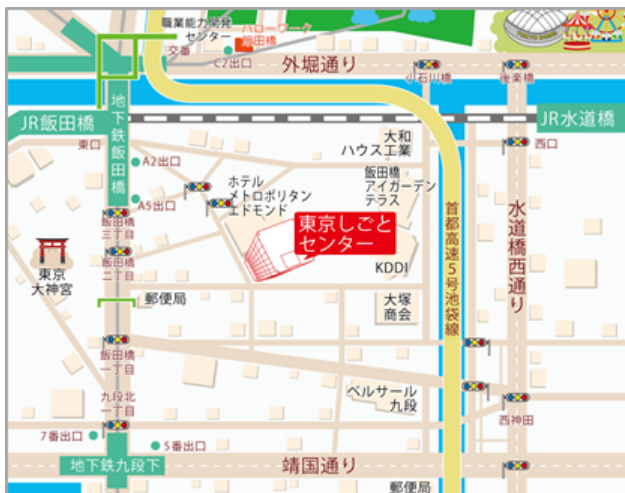 職業能力開発
センター
ハローワーク
飯田橋
交番
C2出口
外堀通り
小石川橋
後楽橋
TOKYO DOME
JR飯田橋
地下鉄飯田橋
JR水道橋
東口
西口
A2出口
大和
ハウス工業
ホテル
メトロポリタン
エドモンド
飯田橋
アイガーデン
テラス
A5出口
飯田橋
三丁目
東京しごと
センター
首都高速5号池袋線
水道橋西通り
東京
大神宮
飯田橋
二丁目
KDDI
郵便局
大塚
商会
飯田橋
一丁目
ベルサール
九段
九段北
一丁目
西神田
7番出口
5番出口
地下鉄九段下
靖国通り
郵便局